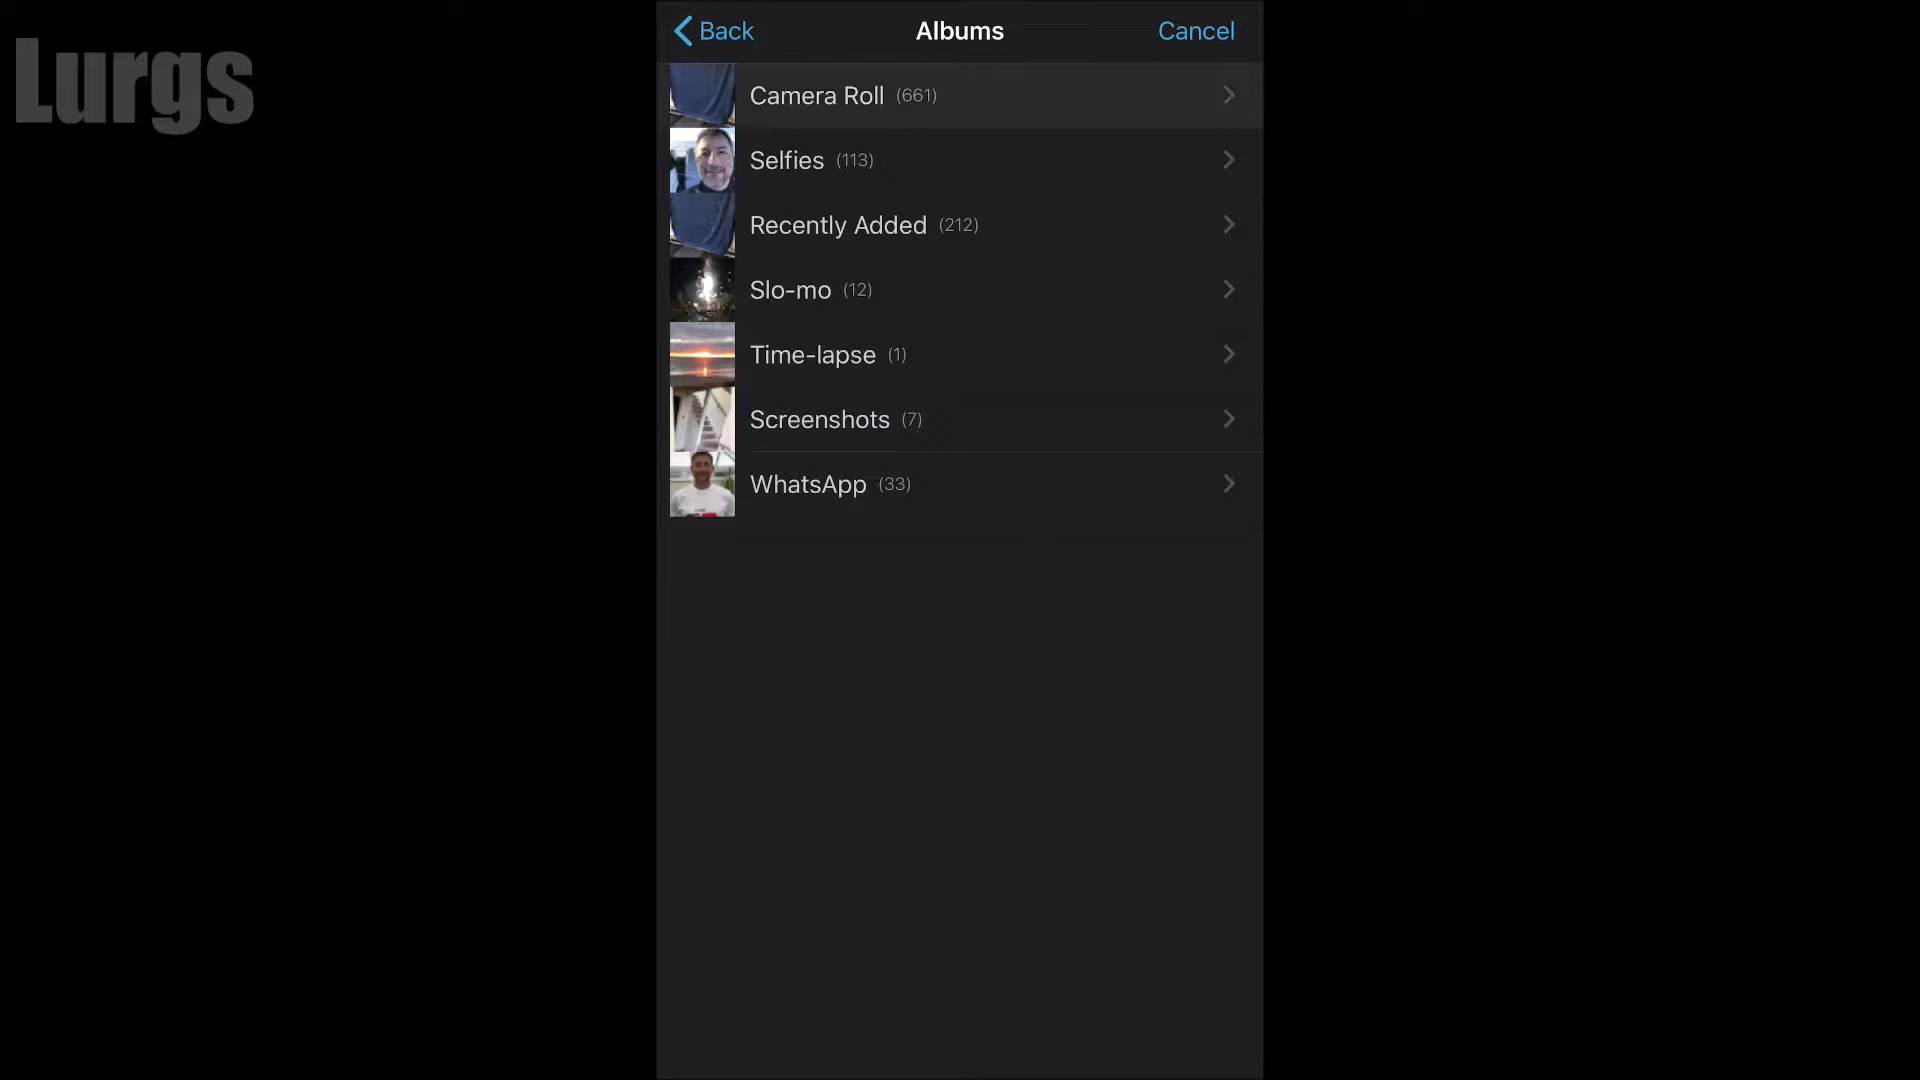 Lurgs
Back Albums Cancel
Camera Roll (661)
Selfies (113)
Recently Added (212)
Slo-mo (12)
Time-lapse (1)
Screenshots (7)
WhatsApp (33)